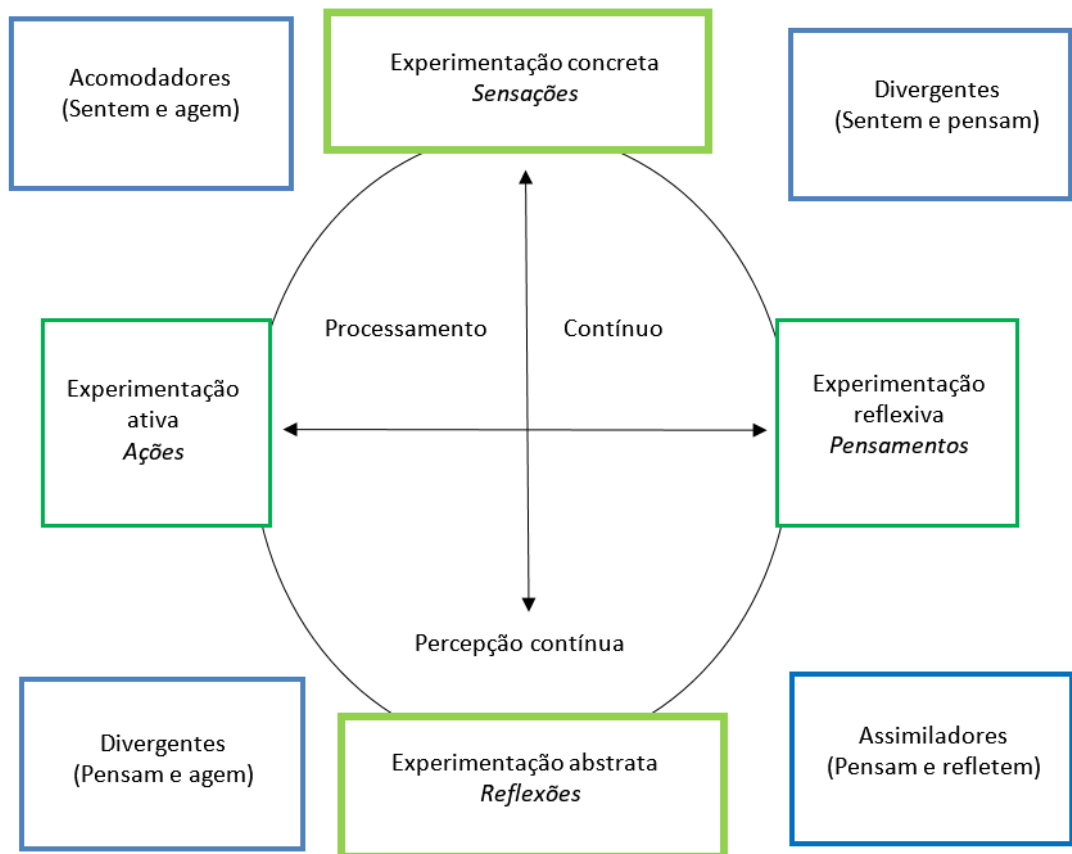 Acomodadores
(Sentem e agem)
Experimentação concreta
Sensações
Divergentes
(Sentem e pensam)
Processamento
Contínuo
Experimentação
ativa
Ações
Experimentação
reflexiva
Pensamentos
Percepção contínua
Divergentes
(Pensam e agem)
Experimentação abstrata
Reflexões
Assimiladores
(Pensam e refletem)